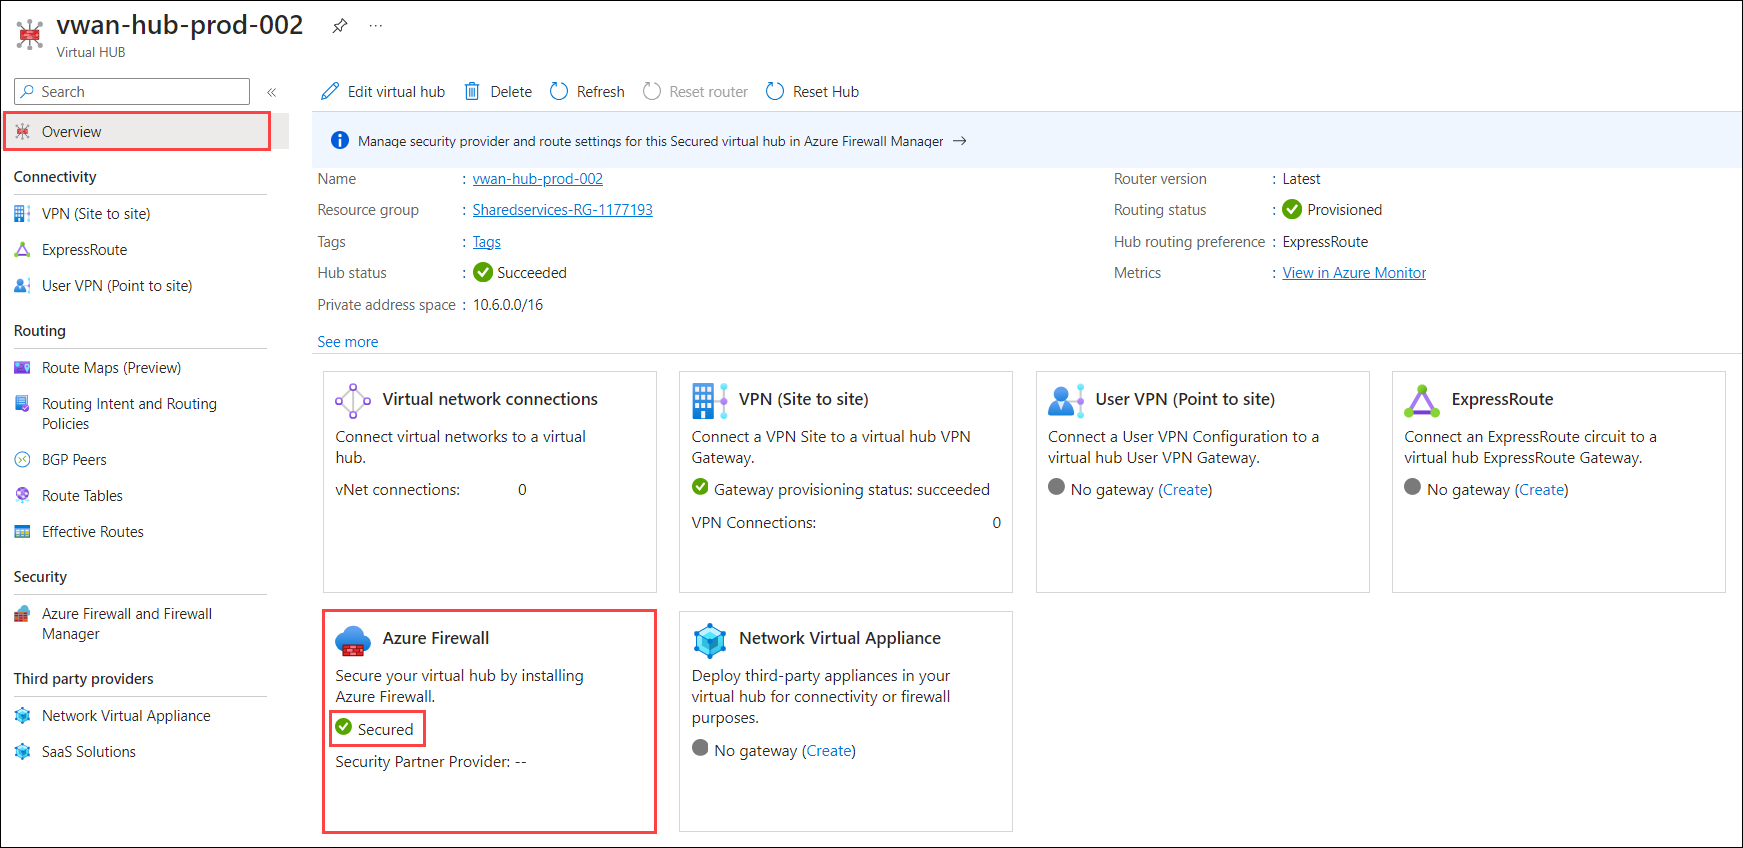 vwan-hub-prod-002
Virtual HUB
Search
Overview
Connectivity
VPN (Site to site)
ExpressRoute
User VPN (Point to site)
Routing
Route Maps (Preview)
Routing Intent and Routing
Policies
BGP Peers
Route Tables
Effective Routes
Security
Azure Firewall and Firewall
Manager
Third party providers
Network Virtual Appliance
SaaS Solutions
Edit virtual hub Delete Refresh Reset router Reset Hub
Manage security provider and route settings for this Secured virtual hub in Azure Firewall Manager →
Name : vwan-hub-prod-002
Resource group : Sharedservices-RG-1177193
Tags : Tags
Hub status : Succeeded
Private address space : 10.6.0.0/16
See more
Router version : Latest
Routing status : Provisioned
Hub routing preference : ExpressRoute
Metrics : View in Azure Monitor
Virtual network connections
Connect virtual networks to a virtual
hub.
vNet connections: 0
VPN (Site to site)
Connect a VPN Site to a virtual hub VPN
Gateway.
Gateway provisioning status: succeeded
VPN Connections: 0
User VPN (Point to site)
Connect a User VPN Configuration to a
virtual hub User VPN Gateway.
No gateway (Create)
ExpressRoute
Connect an ExpressRoute circuit to a
virtual hub ExpressRoute Gateway.
No gateway (Create)
Azure Firewall
Secure your virtual hub by installing
Azure Firewall.
Secured
Security Partner Provider: --
Network Virtual Appliance
Deploy third-party appliances in your
virtual hub for connectivity or firewall
purposes.
No gateway (Create)